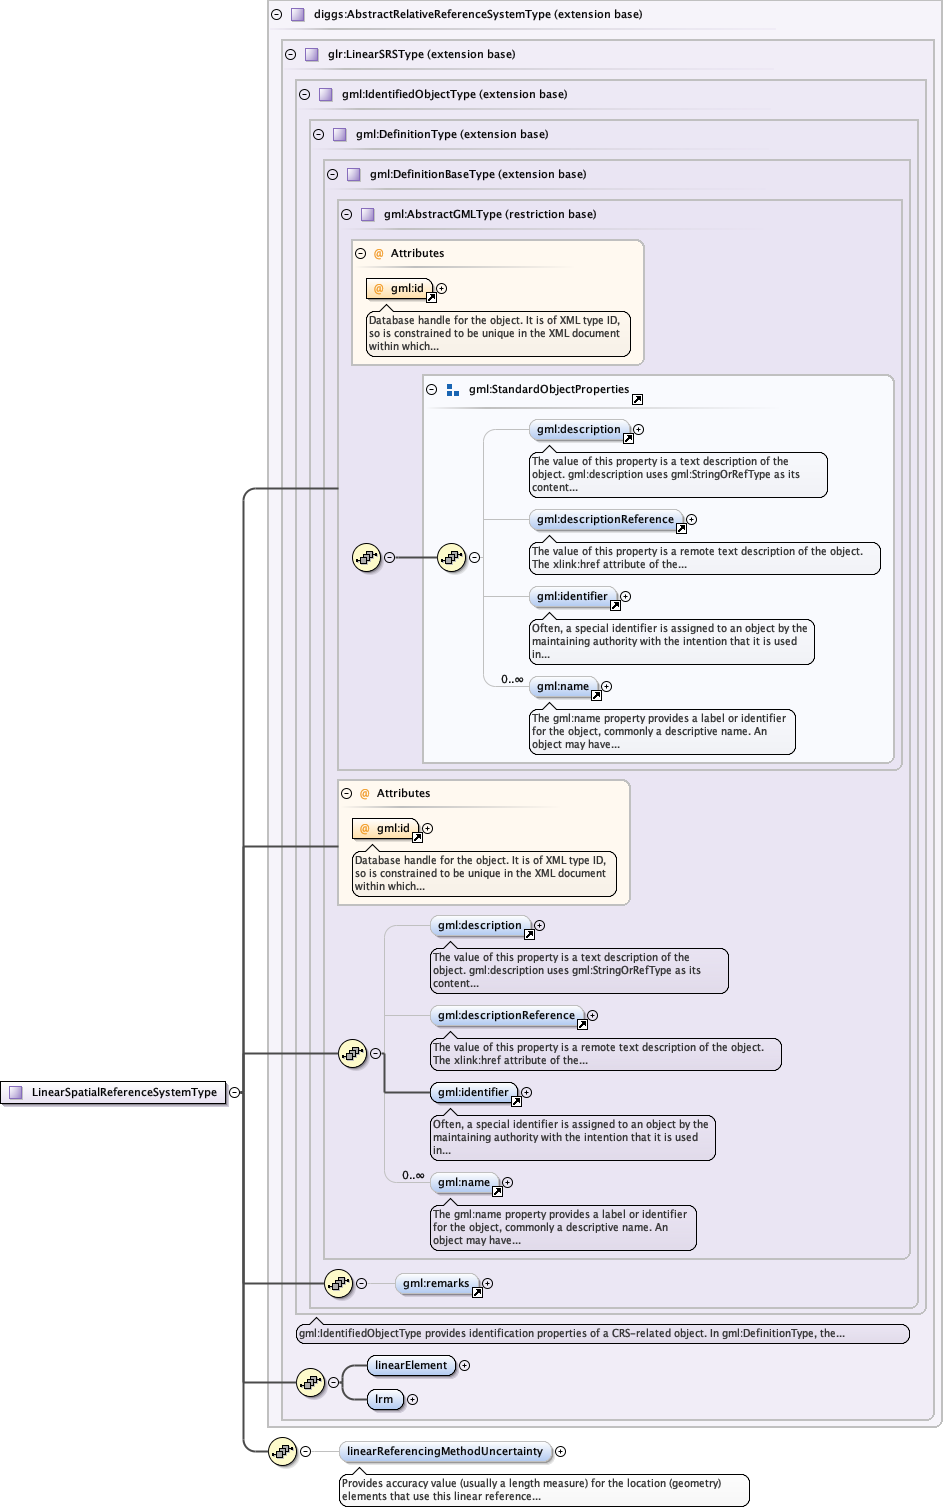 diggs:AbstractRelativeReferenceSystemType (extension base)
glr:LinearSRSType (extension base)
gml:IdentifiedObjectType (extension base)
gml:DefinitionType (extension base)
gml:DefinitionBaseType (extension base)
gml:AbstractGMLType (restriction base)
@ Attributes
@ gml:id
Database handle for the object. It is of XML type ID,
so is constrained to be unique in the XML document
within which...
gml:StandardObjectProperties
gml:description
The value of this property is a text description of the
object. gml:description uses gml:StringOrRefType as its
content...
gml:descriptionReference
The value of this property is a remote text description of the object.
The xlink:href attribute of the...
gml:identifier
Often, a special identifier is assigned to an object by the
maintaining authority with the intention that it is used
in...
0..∞
gml:name
The gml:name property provides a label or identifier
for the object, commonly a descriptive name. An
object may have...
@ Attributes
@ gml:id
Database handle for the object. It is of XML type ID,
so is constrained to be unique in the XML document
within which...
gml:description
The value of this property is a text description of the
object. gml:description uses gml:StringOrRefType as its
content...
gml:descriptionReference
The value of this property is a remote text description of the object.
The xlink:href attribute of the...
LinearSpatialReferenceSystemType
gml:identifier
Often, a special identifier is assigned to an object by the
maintaining authority with the intention that it is used
in...
0..∞
gml:name
The gml:name property provides a label or identifier
for the object, commonly a descriptive name. An
object may have...
gml:remarks
gml:IdentifiedObjectType provides identification properties of a CRS-related object. In gml:DefinitionType, the...
linearElement
lrm
linearReferencingMethodUncertainty
Provides accuracy value (usually a length measure) for the location (geometry)
elements that use this linear reference...